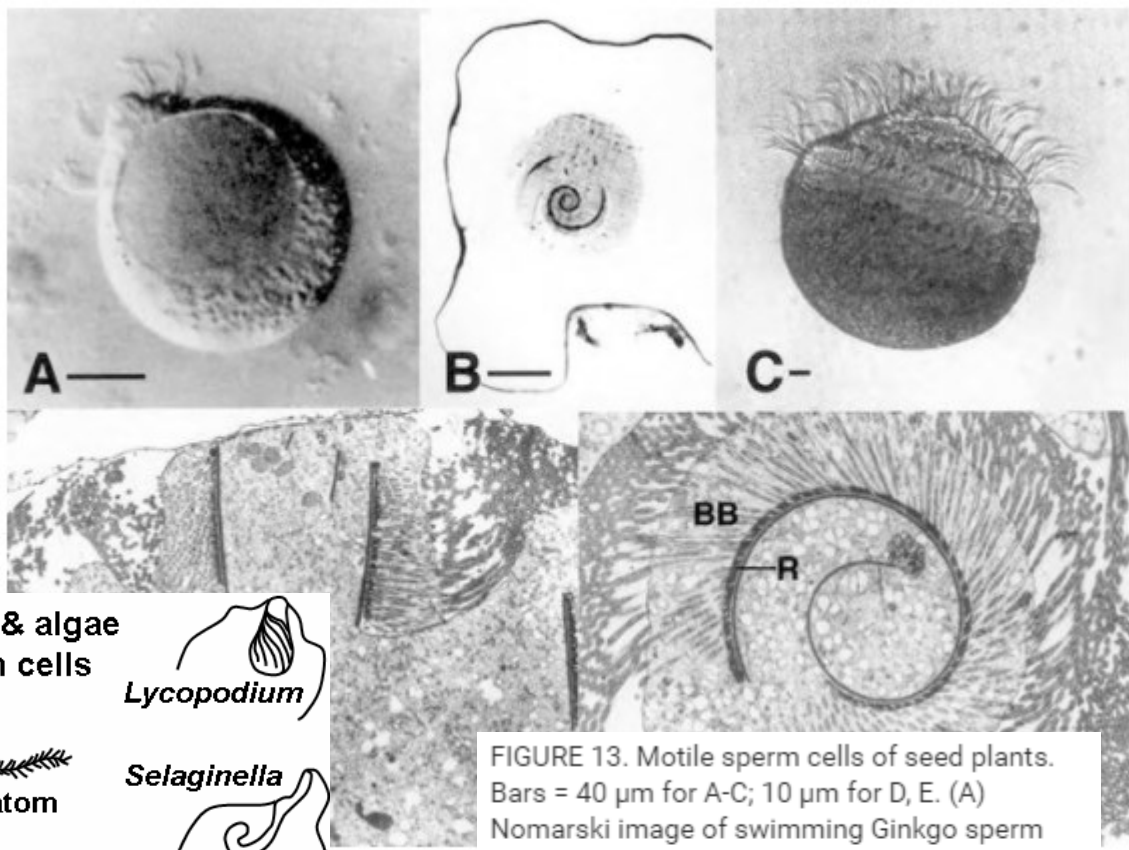 A
B
C
BB
R
& algae
cells
Lycopodium
Selaginella
FIGURE 13. Motile sperm cells of seed plants.
Bars = 40 µm for A-C; 10 µm for D, E. (A)
Nomarski image of swimming Ginkgo sperm